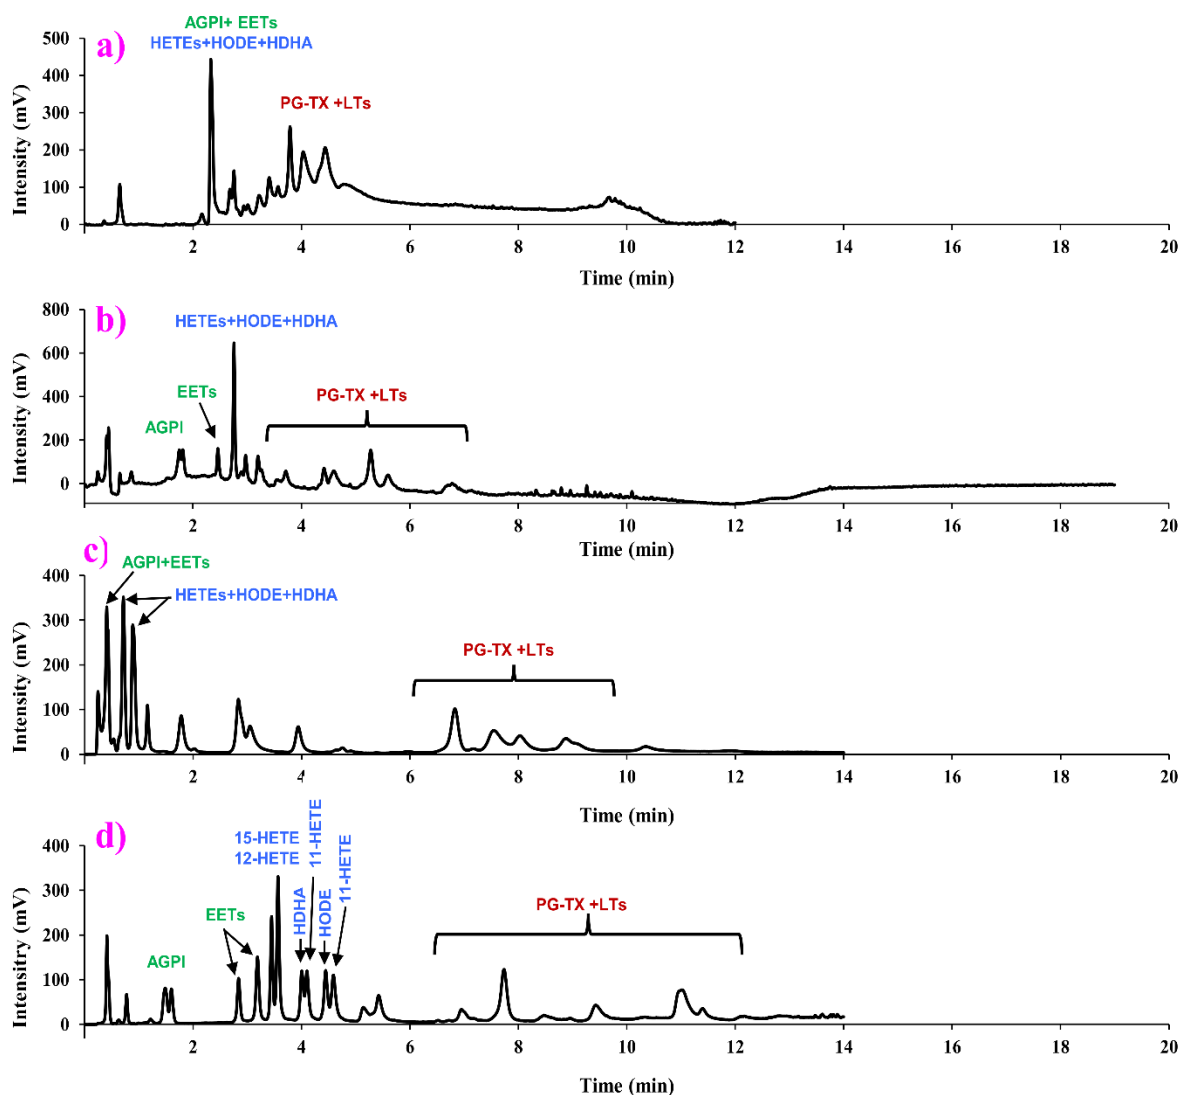 a)
AGPI+ EETs
HETEs+HODE+HDHA
PG-TX +LTs
Intensity (mV)
500
400
300
200
100
0
2 4 6 8 10 12 14 16 18 20
Time (min)
b)
HETEs+HODE+HDHA
EETs
AGPI
PG-TX +LTs
Intensity (mV)
800
600
400
200
0
2 4 6 8 10 12 14 16 18 20
Time (min)
c)
AGPI+EETs
HETEs+HODE+HDHA
PG-TX +LTs
Intensity (mV)
400
300
200
100
0
2 4 6 8 10 12 14 16 18 20
Time (min)
d)
15-HETE
12-HETE
11-HETE
11-HETE
HDHA
HODE
EETs
AGPI
PG-TX +LTs
Intensitry (mV)
400
300
200
100
0
2 4 6 8 10 12 14 16 18 20
Time (min)